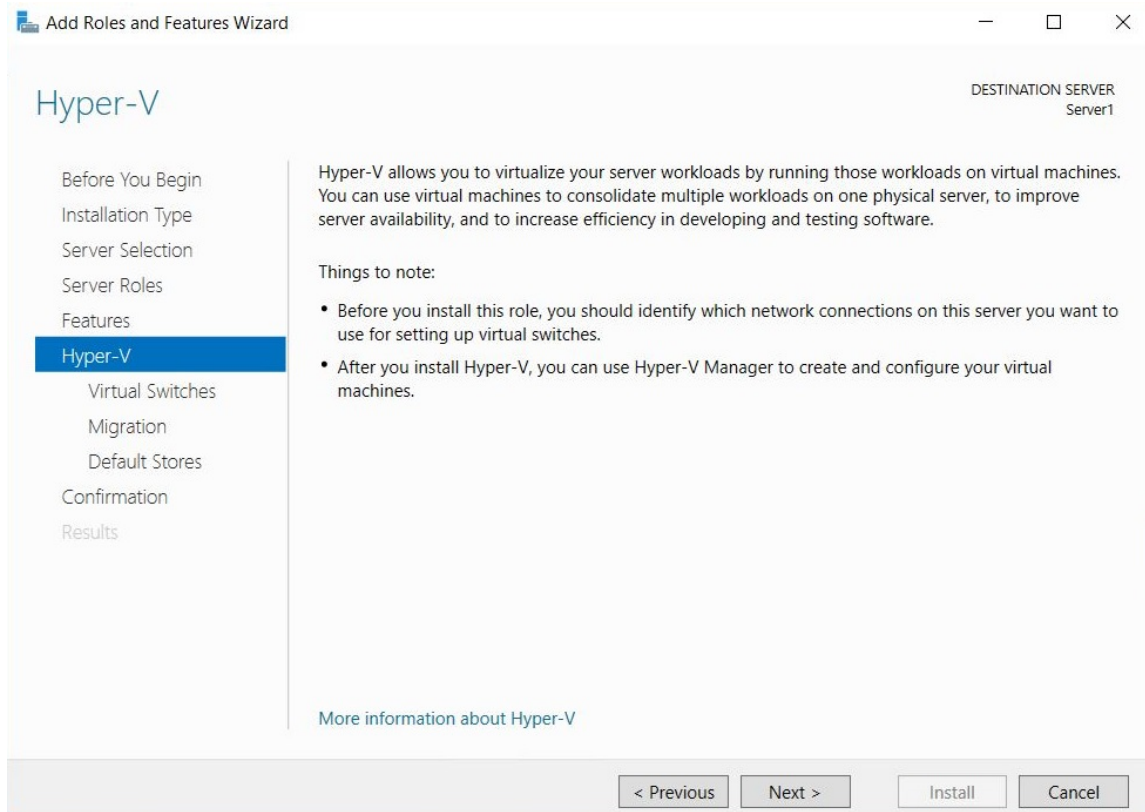 Add Roles and Features Wizard
Hyper-V
DESTINATION SERVER
Server1
Before You Begin
Installation Type
Server Selection
Server Roles
Features
Hyper-V
Virtual Switches
Migration
Default Stores
Confirmation
Results
Hyper-V allows you to virtualize your server workloads by running those workloads on virtual machines.
You can use virtual machines to consolidate multiple workloads on one physical server, to improve
server availability, and to increase efficiency in developing and testing software.
Things to note:
• Before you install this role, you should identify which network connections on this server you want to
use for setting up virtual switches.
• After you install Hyper-V, you can use Hyper-V Manager to create and configure your virtual
machines.
More information about Hyper-V
< Previous
Next >
Install
Cancel